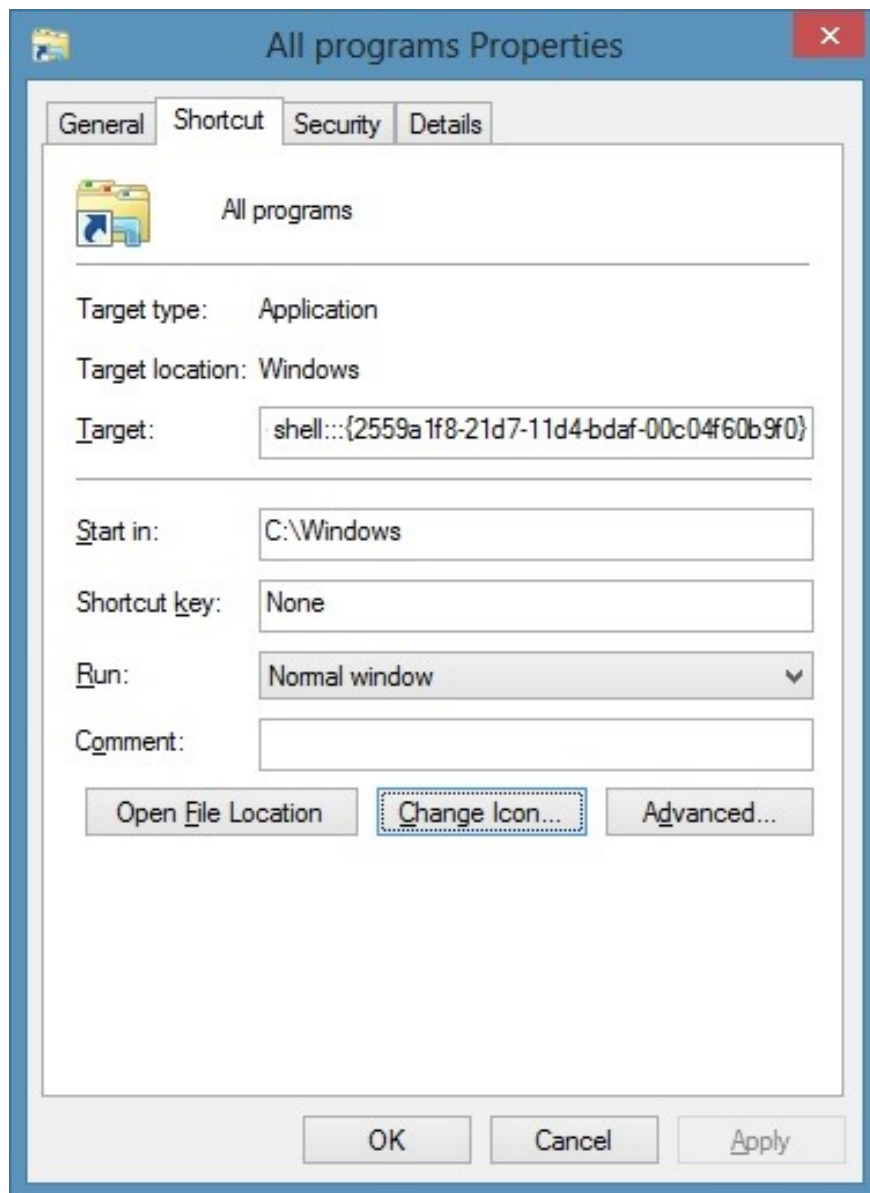 All programs Properties
General Shortcut Security Details
All programs
Target type: Application
Target location: Windows
Target: shell:::{2559a1f8-21d7-11d4-bdaf-00c04f60b9f0}
Start in: C:\Windows
Shortcut key: None
Run: Normal window
Comment:
Open File Location Change Icon... Advanced...
OK Cancel Apply